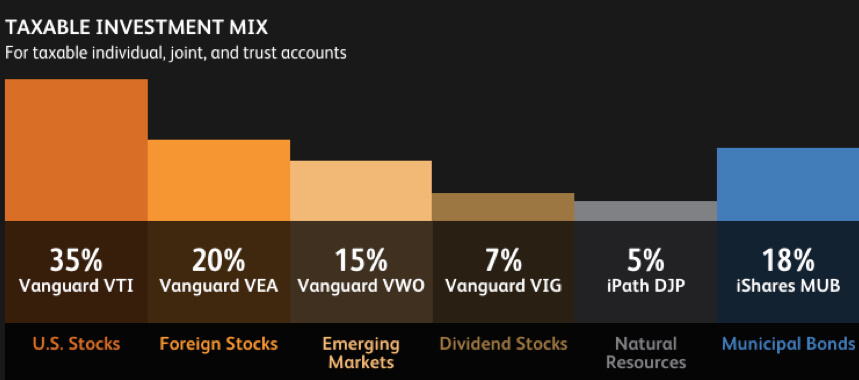 TAXABLE INVESTMENT MIX
For taxable individual, joint, and trust accounts
35% 20% 15% 7% 5% 18%
Vanguard VTI Vanguard VEA Vanguard VWO Vanguard VIG iPath DJP iShares MUB
U.S. Stocks Foreign Stocks Emerging Dividend Stocks Natural Municipal Bonds
Markets Resources